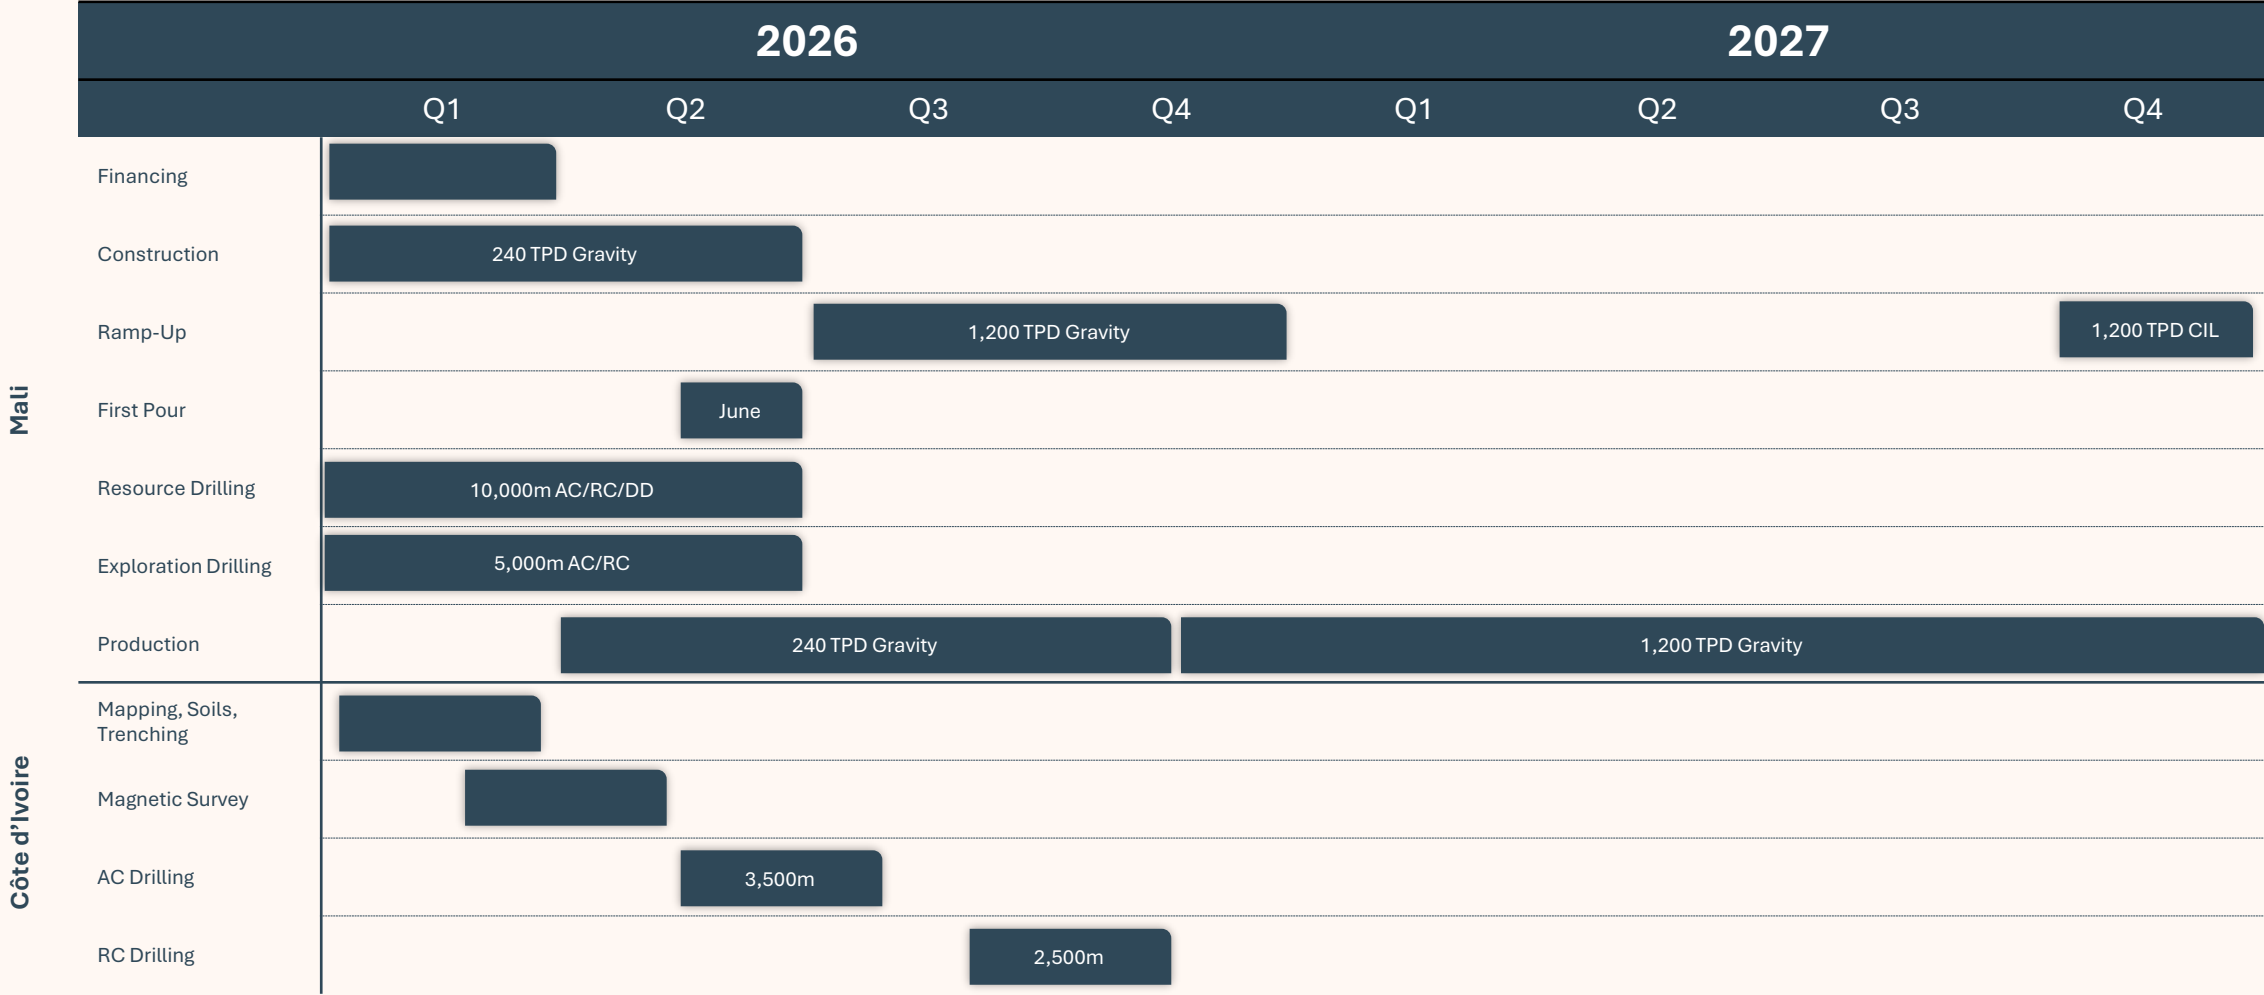 2026 2027
Q1 Q2 Q3 Q4 Q1 Q2 Q3 Q4
Mali
Financing
Construction 240 TPD Gravity
Ramp-Up 1,200 TPD Gravity 1,200 TPD CIL
First Pour June
Resource Drilling 10,000m AC/RC/DD
Exploration Drilling 5,000m AC/RC
Production 240 TPD Gravity 1,200 TPD Gravity
Côte d’Ivoire
Mapping, Soils,
Trenching
Magnetic Survey
AC Drilling 3,500m
RC Drilling 2,500m